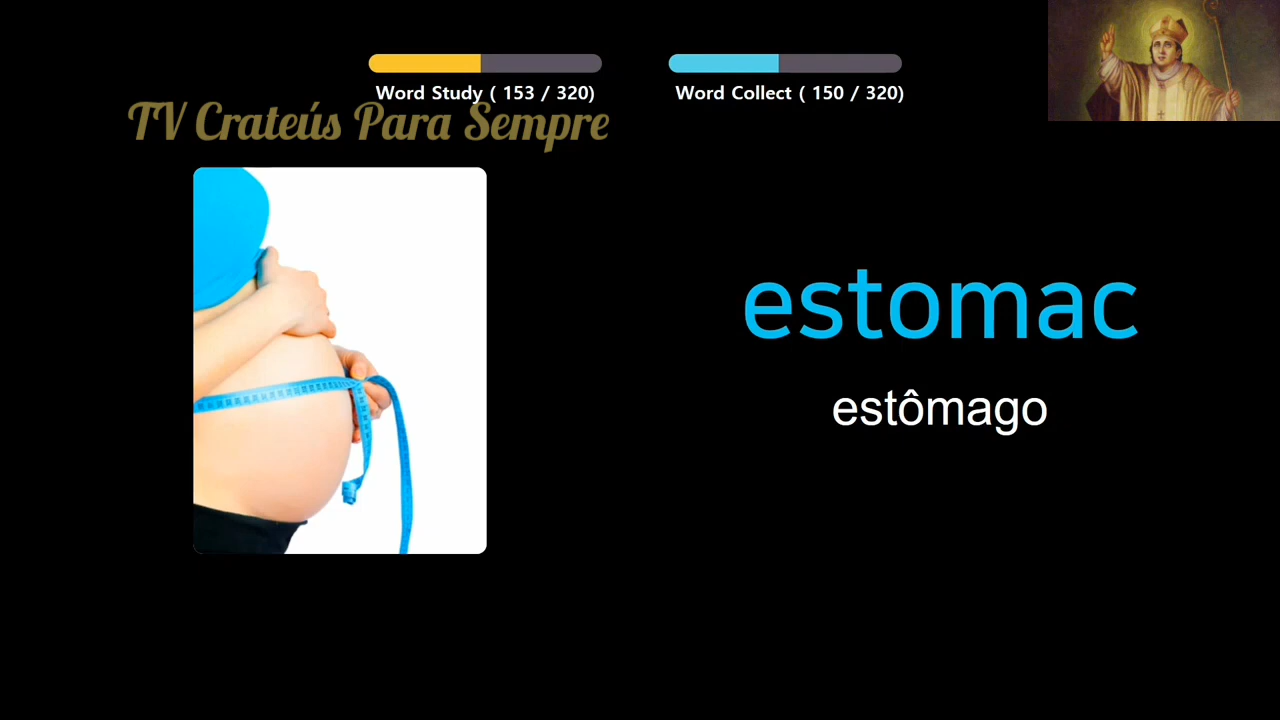 Word Study ( 153 / 320)
Word Collect ( 150 / 320)
TV Crateús Para Sempre
estomac
estômago